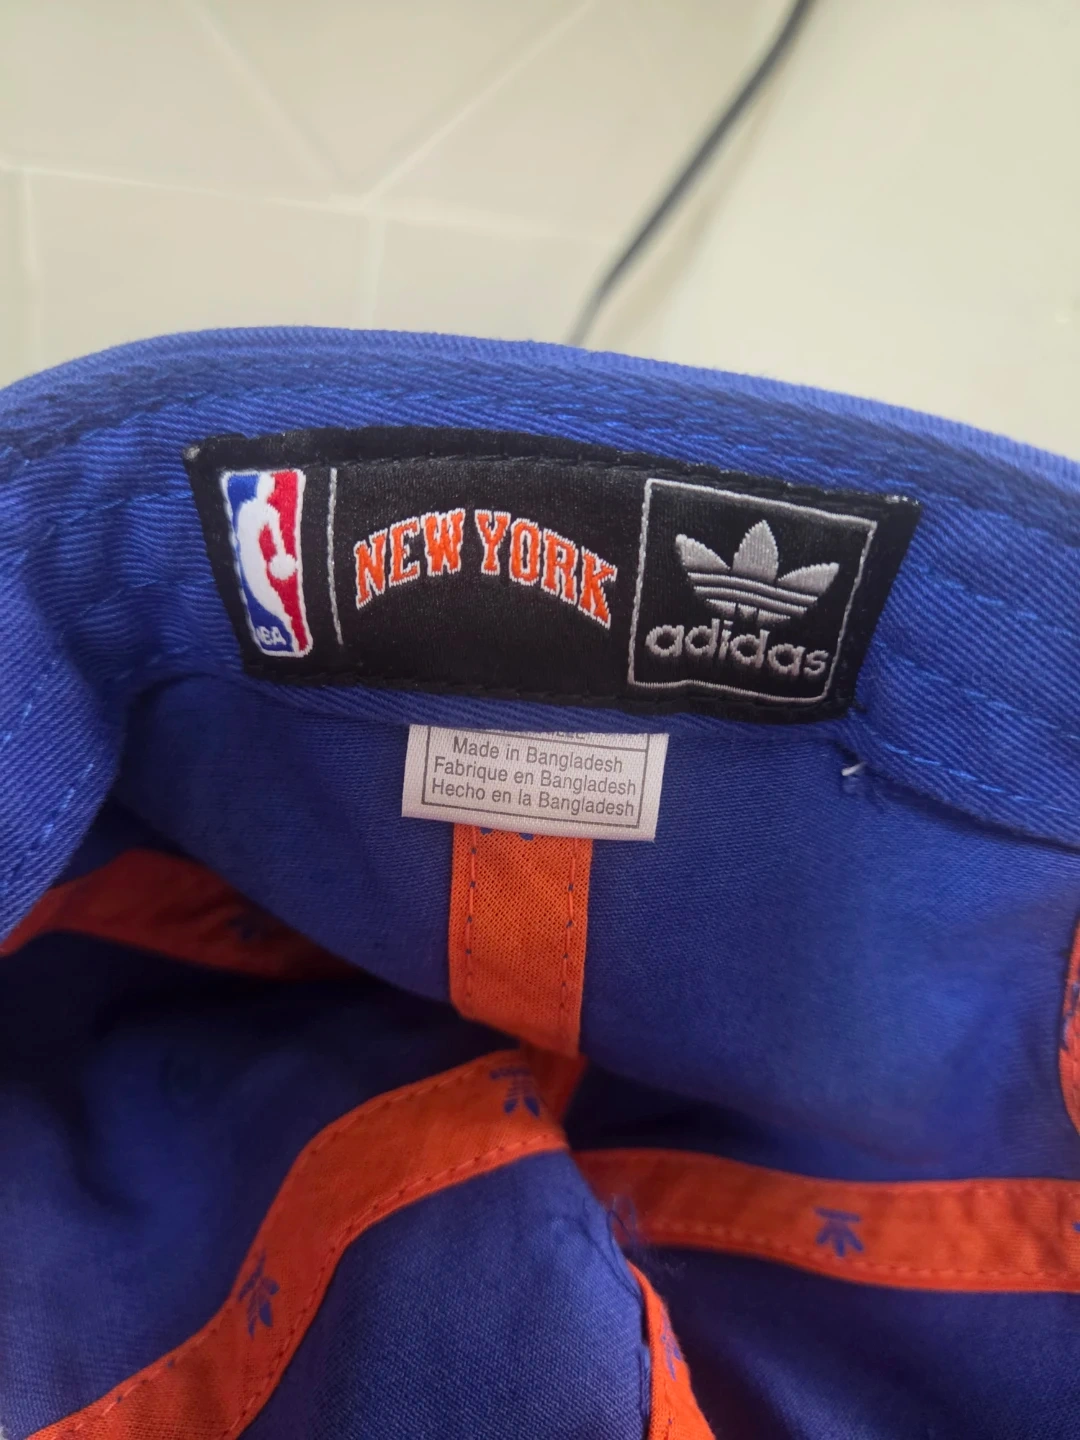 NBA
NEW YORK
adidas
Made in Bangladesh
Fabrique en Bangladesh
Hecho en la Bangladesh